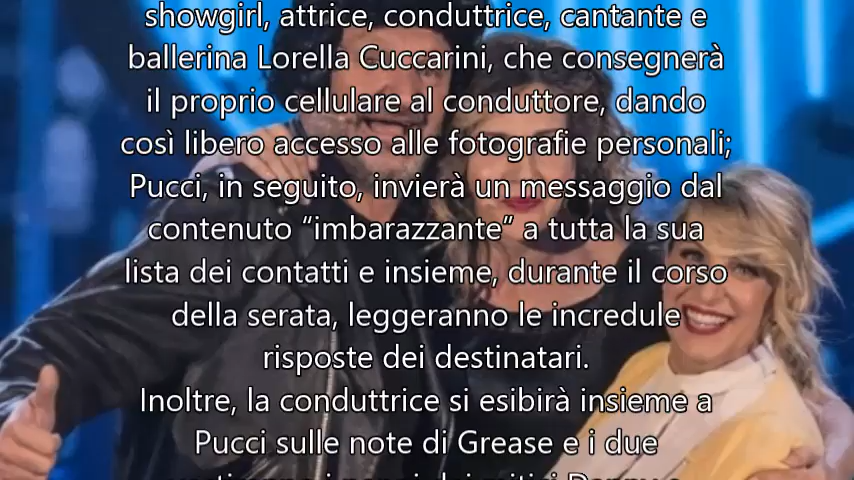 showgirl, attrice, conduttrice, cantante e
ballerina Lorella Cuccarini, che consegnerà
il proprio cellulare al conduttore, dando
così libero accesso alle fotografie personali;
Pucci, in seguito, invierà un messaggio dal
contenuto “imbarazzante” a tutta la sua
lista dei contatti e insieme, durante il corso
della serata, leggeranno le incredule
risposte dei destinatari.
Inoltre, la conduttrice si esibirà insieme a
Pucci sulle note di Grease e i due